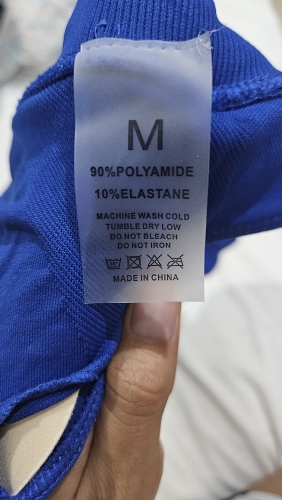 M
90%POLYAMIDE
10%ELASTANE
MACHINE WASH COLD
TUMBLE DRY LOW
DO NOT BLEACH
DO NOT IRON
MADE IN CHINA